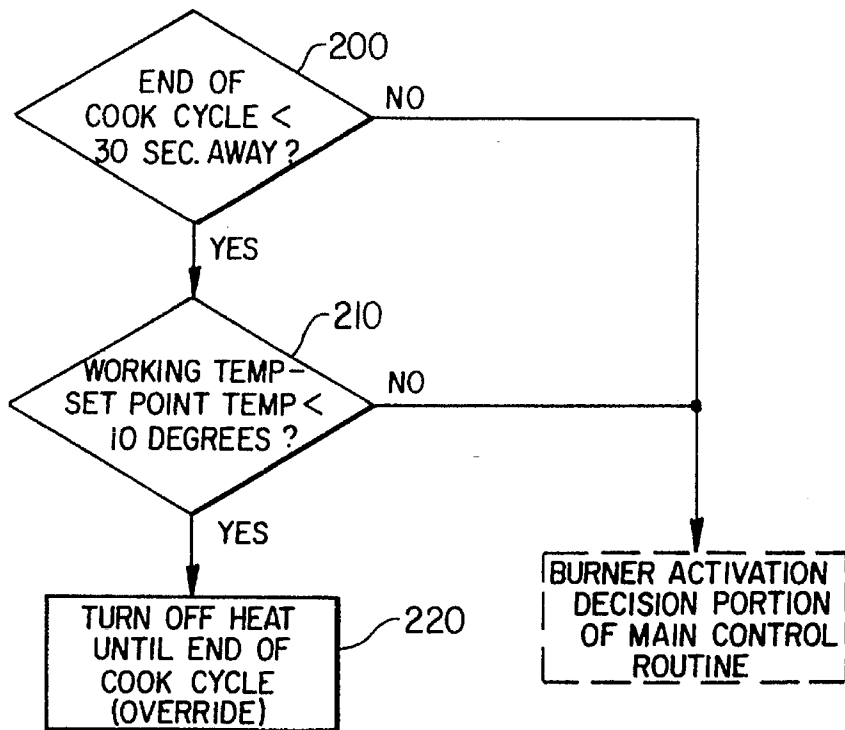 200
END OF
COOK CYCLE <
30 SEC. AWAY ?
NO
YES
210
WORKING TEMP-
SET POINT TEMP <
10 DEGREES ?
NO
YES
TURN OFF HEAT
UNTIL END OF
COOK CYCLE
(OVERRIDE)
220
BURNER ACTIVATION
DECISION PORTION
OF MAIN CONTROL
ROUTINE